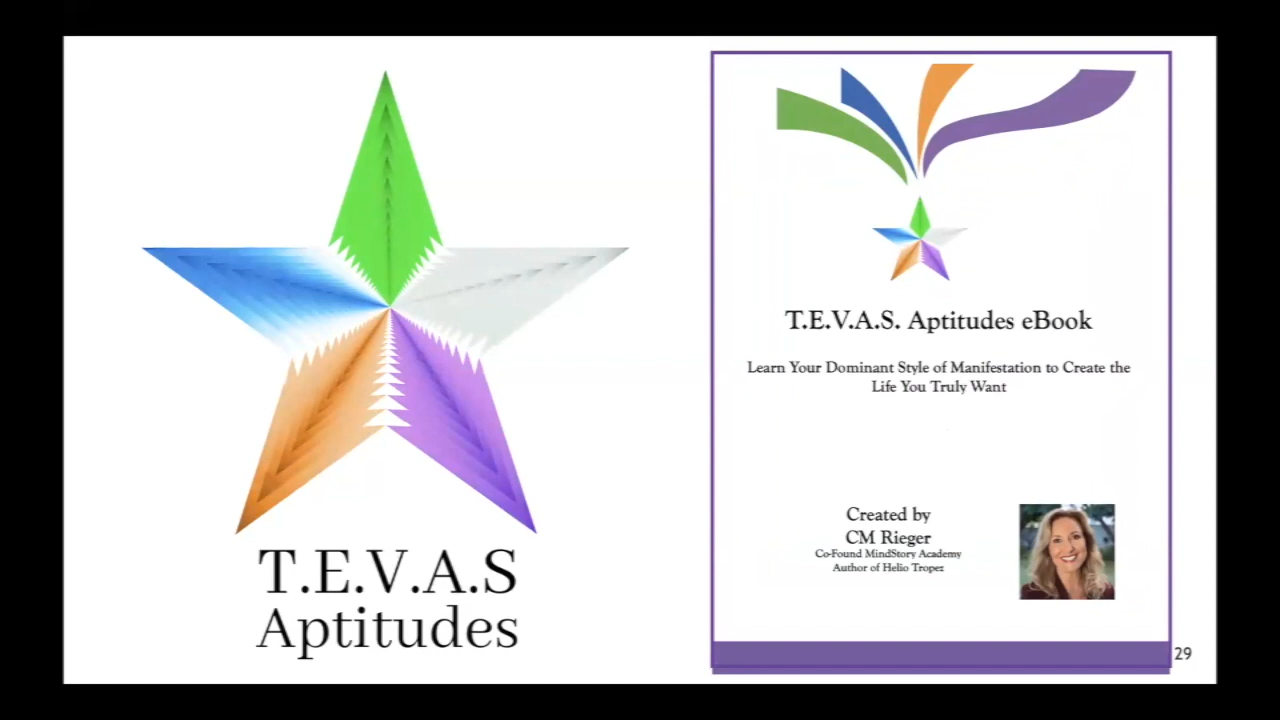 T.E.V.A.S
Aptitudes
T.E.V.A.S. Aptitudes eBook
Learn Your Dominant Style of Manifestation to Create the
Life You Truly Want
Created by
CM Rieger
Co-Found MindStory Academy
Author of Helio Tropez
29